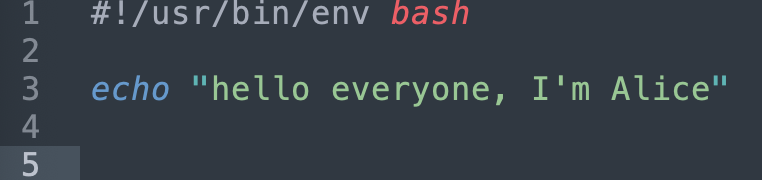 1 #!/usr/bin/env bash
2
3 echo "hello everyone, I'm Alice"
4
5